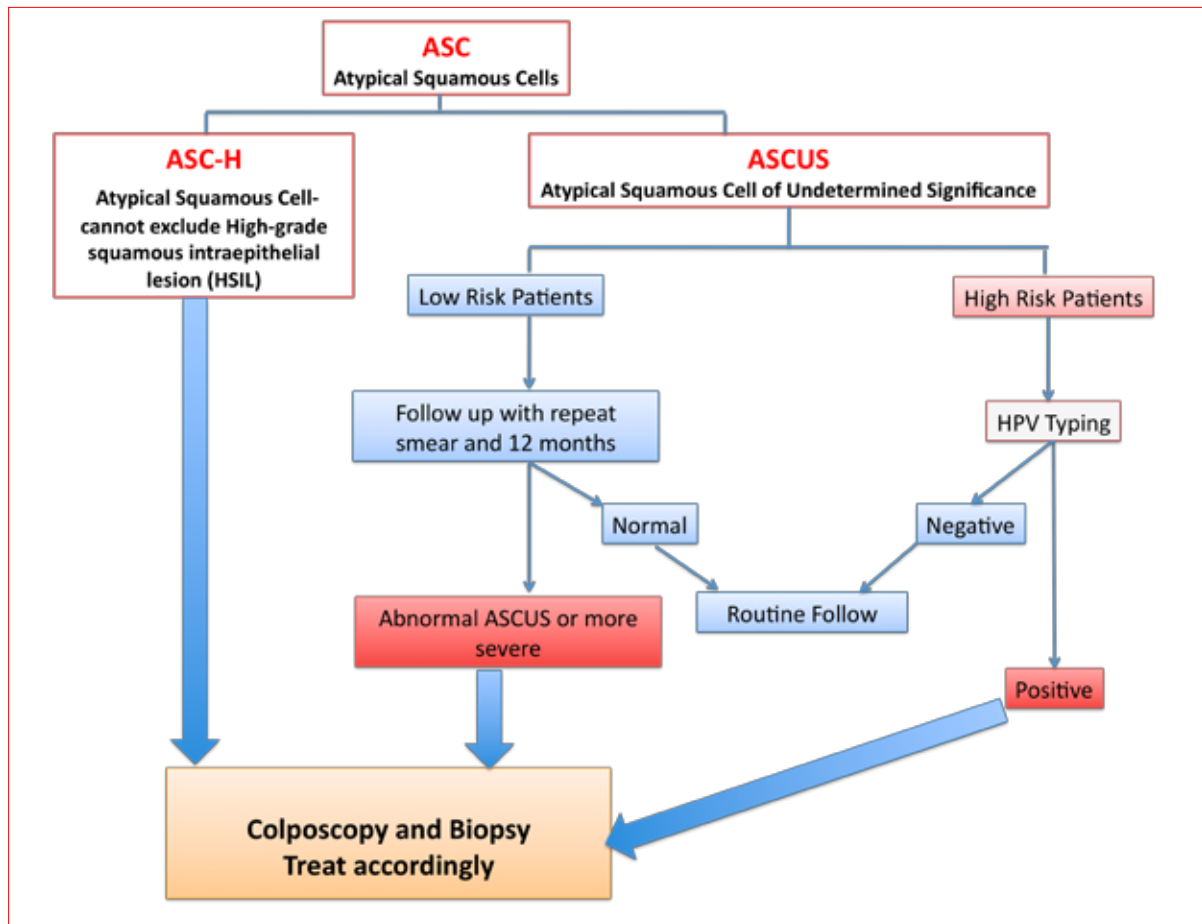 ASC
Atypical Squamous Cells
ASC-H
Atypical Squamous Cell-
cannot exclude High-grade
squamous intraepithelial
lesion (HSIL)
ASCUS
Atypical Squamous Cell of Undetermined Significance
Low Risk Patients
High Risk Patients
Follow up with repeat
smear and 12 months
HPV Typing
Normal
Negative
Abnormal ASCUS or more
severe
Routine Follow
Positive
Colposcopy and Biopsy
Treat accordingly